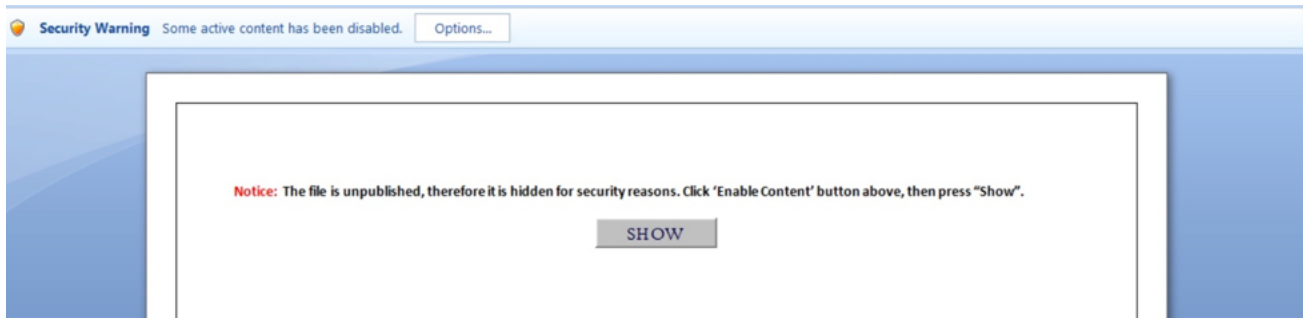 Security Warning Some active content has been disabled. Options...
Notice: The file is unpublished, therefore it is hidden for security reasons. Click ‘Enable Content’ button above, then press “Show”.
SHOW